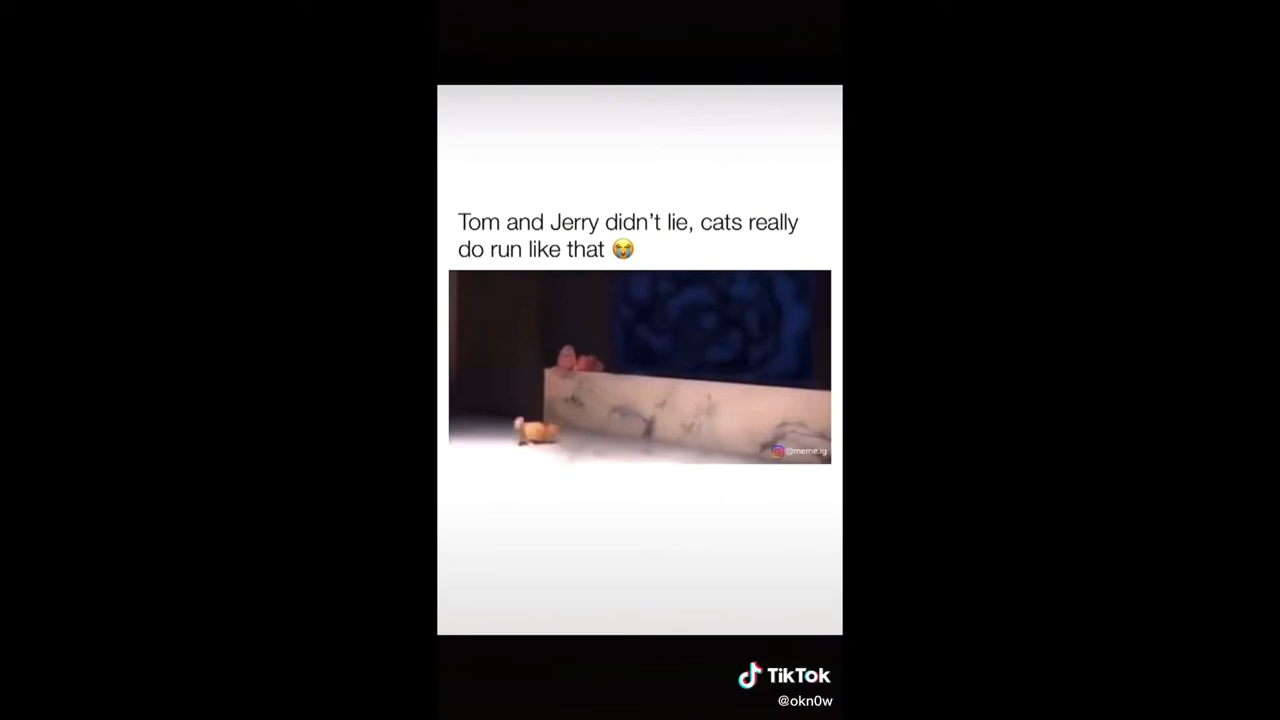 Tom and Jerry didn't lie, cats really
do run like that 😭
@meme.ig
TikTok
@okn0w